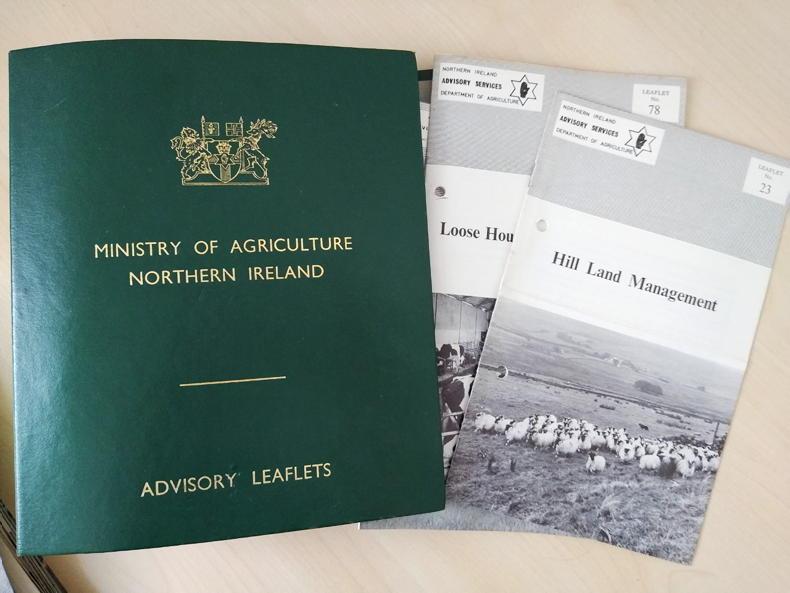 MINISTRY OF AGRICULTURE
NORTHERN IRELAND
ADVISORY LEAFLETS
NORTHERN IRELAND
ADVISORY SERVICES
DEPARTMENT OF AGRICULTURE
LEAFLET
No.
78
Loose Hou
NORTHERN IRELAND
ADVISORY SERVICES
DEPARTMENT OF AGRICULTURE
LEAFLET
No.
23
Hill Land Management